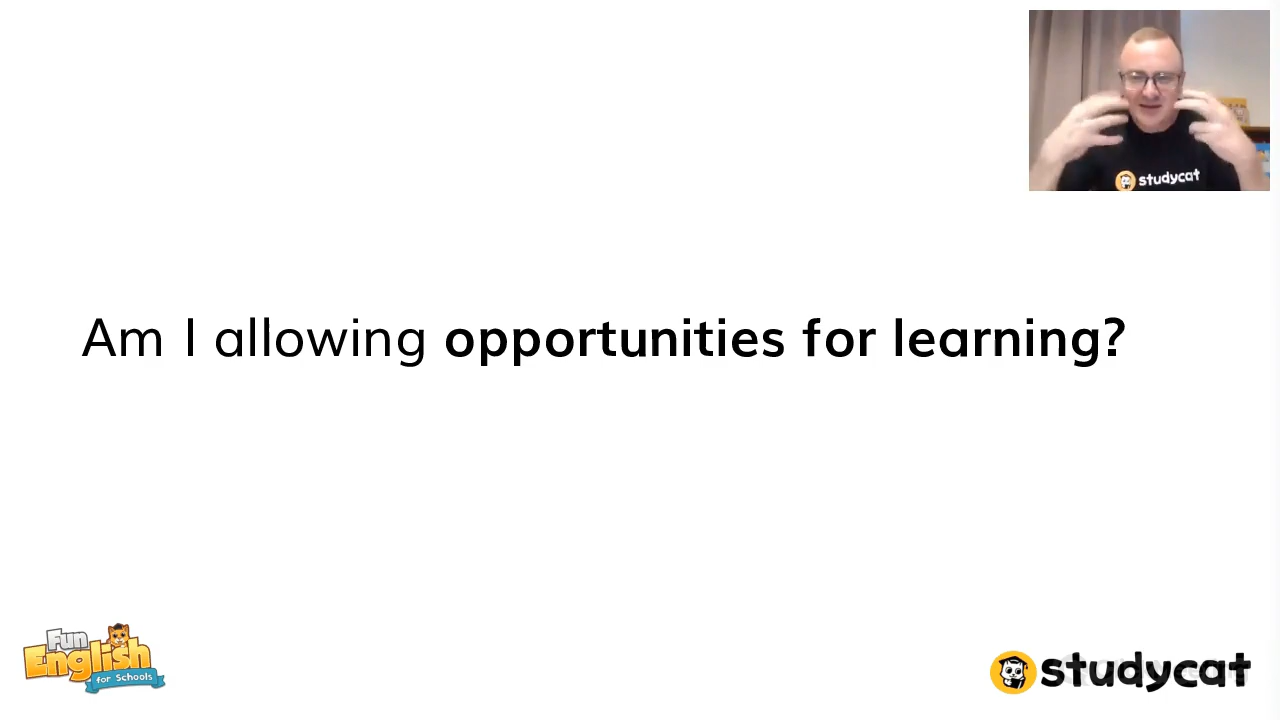 studycat
Am I allowing opportunities for learning?
Fun
English
for Schools
studycat